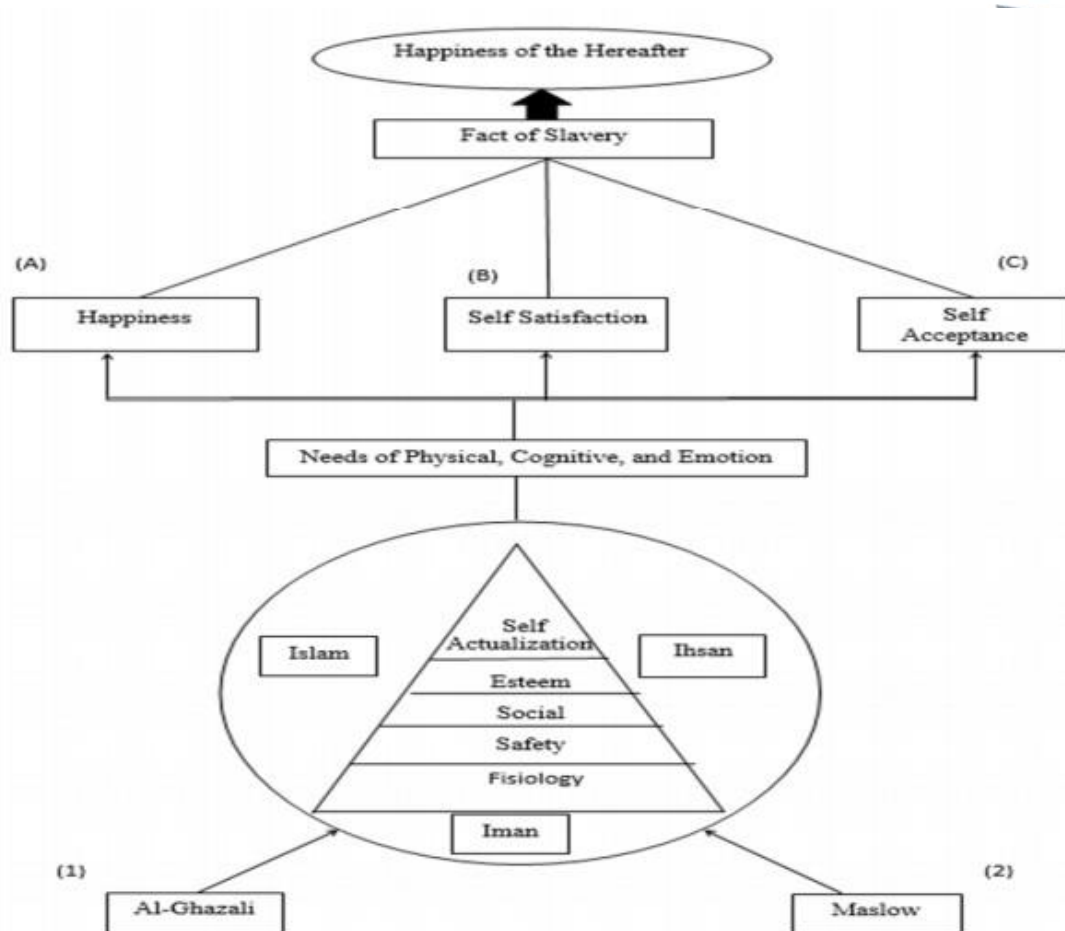 Happiness of the Hereafter
Fact of Slavery
(A)
(B)
(C)
Happiness
Self Satisfaction
Self
Acceptance
Needs of Physical, Cognitive, and Emotion
Self
Actualization
Islam
Ihsan
Esteem
Social
Safety
Fisiology
Iman
(1)
(2)
Al-Ghazali
Maslow